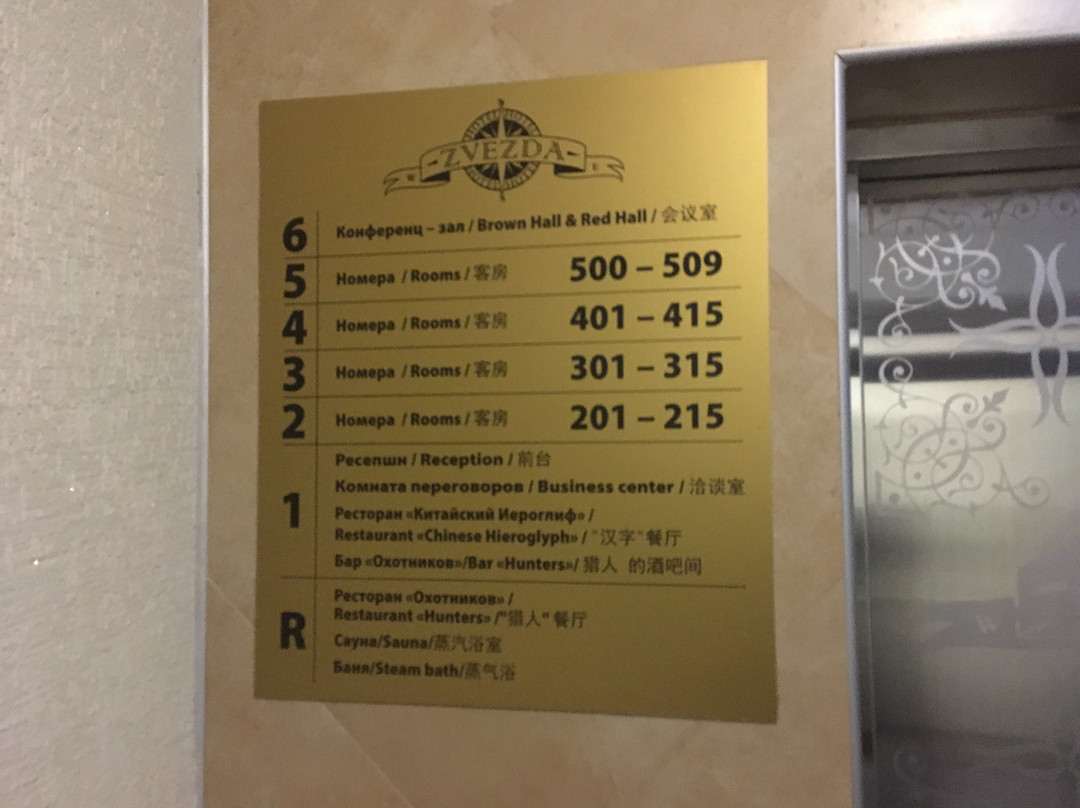 ZVEZDA
W E
6 Конференц – зал / Brown Hall & Red Hall / 会议室
5 Номера / Rooms / 客房 500 – 509
4 Номера / Rooms / 客房 401 – 415
3 Номера / Rooms / 客房 301 – 315
2 Номера / Rooms / 客房 201 – 215
Ресепшн / Reception / 前台
Комната переговоров / Business center / 洽谈室
1
Ресторан «Китайский Иероглиф» /
Restaurant «Chinese Hieroglyph» / "汉字" 餐厅
Бар «Охотников»/Bar «Hunters»/ 猎人 的酒吧间
Ресторан «Охотников» /
Restaurant «Hunters» /"猎人" 餐厅
R
Сауна/Sauna/蒸汽浴室
Баня/Steam bath/蒸气浴